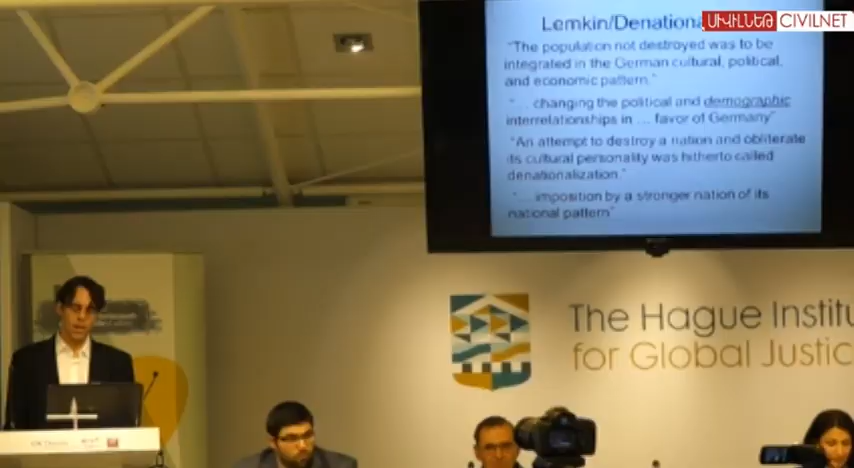 ՍԻՎԻԼՆԵԹ CIVILNET
Lemkin/Denationa
"The population not destroyed was to be
integrated in the German cultural, political,
and economic pattern."
"... changing the political and demographic
interrelationships in ... favor of Germany"
"An attempt to destroy a nation and obliterate
its cultural personality was hitherto called
denationalization."
"... imposition by a stronger nation of its
national pattern"
The Hague Institu
for Global Justic